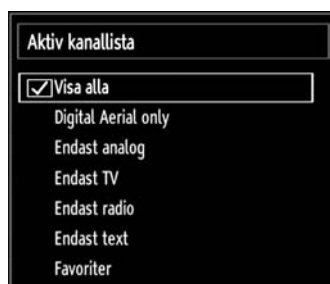 Aktiv kanallista
Visa alla
Digital Aerial only
Endast analog
Endast TV
Endast radio
Endast text
Favoriter